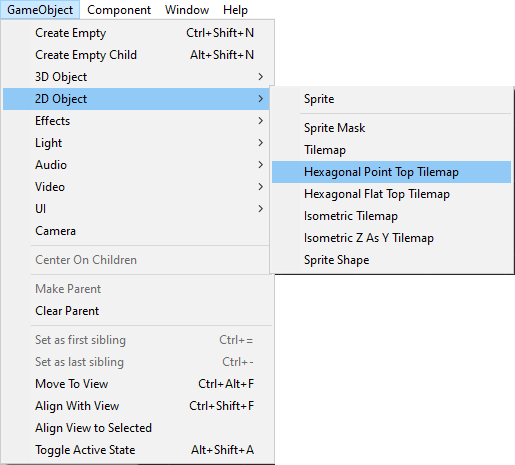 GameObject Component Window Help
Create Empty Ctrl+Shift+N
Create Empty Child Alt+Shift+N
3D Object >
2D Object >
Effects >
Light >
Audio >
Video >
UI >
Camera
Center On Children
Make Parent
Clear Parent
Set as first sibling Ctrl+=
Set as last sibling Ctrl+-
Move To View Ctrl+Alt+F
Align With View Ctrl+Shift+F
Align View to Selected
Toggle Active State Alt+Shift+A
Sprite
Sprite Mask
Tilemap
Hexagonal Point Top Tilemap
Hexagonal Flat Top Tilemap
Isometric Tilemap
Isometric Z As Y Tilemap
Sprite Shape